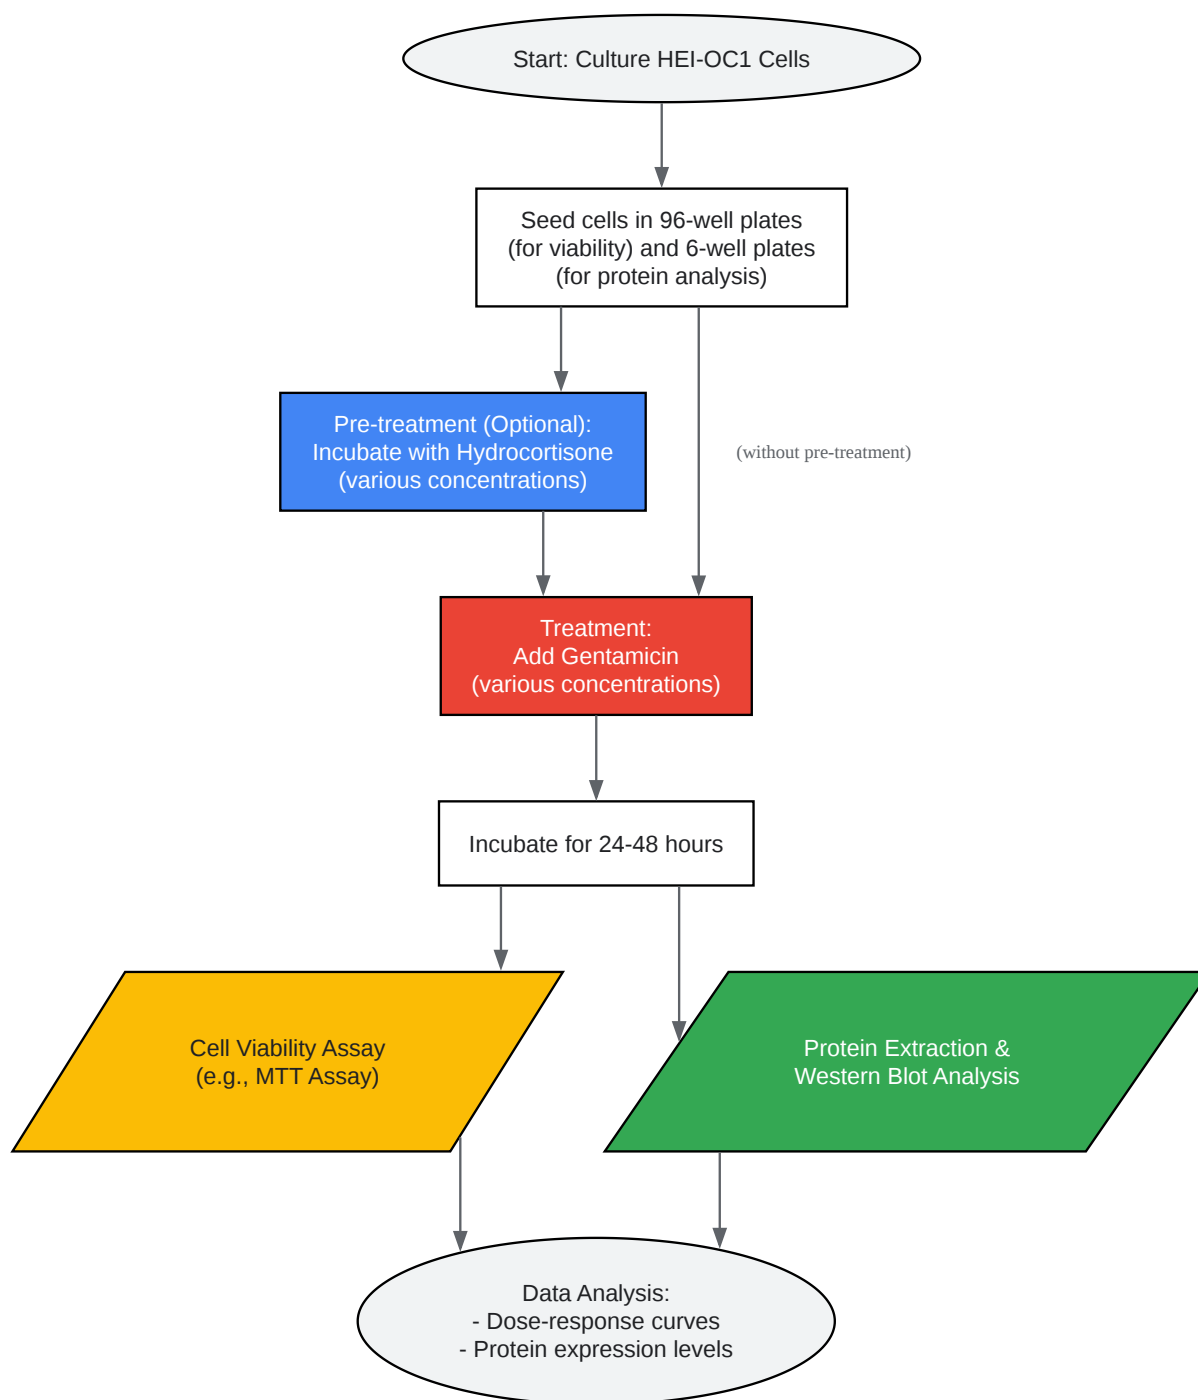 Start: Culture HEI-OC1 Cells
Seed cells in 96-well plates
(for viability) and 6-well plates
(for protein analysis)
Pre-treatment (Optional):
Incubate with Hydrocortisone
(various concentrations)
(without pre-treatment)
Treatment:
Add Gentamicin
(various concentrations)
Incubate for 24-48 hours
Cell Viability Assay
(e.g., MTT Assay)
Protein Extraction &
Western Blot Analysis
Data Analysis:
- Dose-response curves
- Protein expression levels